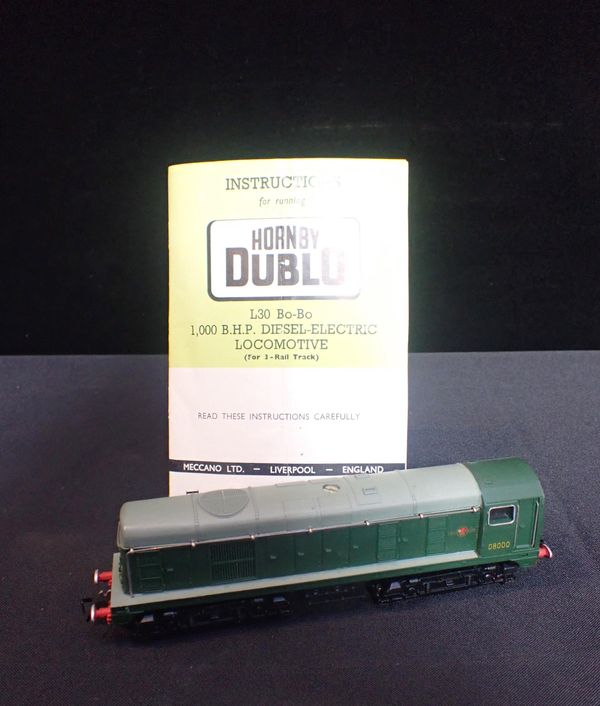 INSTRUCTIONS
for running
HORNBY
DUBLO
L30 Bo-Bo
1,000 B.H.P. DIESEL-ELECTRIC
LOCOMOTIVE
(For 3-Rail Track)
READ THESE INSTRUCTIONS CAREFULLY
MECCANO LTD. — LIVERPOOL — ENGLAND
D8000